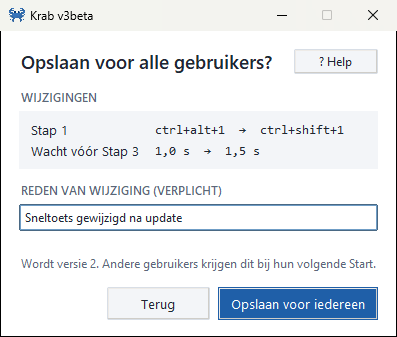 Krab v3beta
Opslaan voor alle gebruikers?
? Help
WIJZIGINGEN
Stap 1 ctrl+alt+1 → ctrl+shift+1
Wacht vóór Stap 3 1,0 s → 1,5 s
REDEN VAN WIJZIGING (VERPLICHT)
Sneltoets gewijzigd na update
Wordt versie 2. Andere gebruikers krijgen dit bij hun volgende Start.
Terug
Opslaan voor iedereen